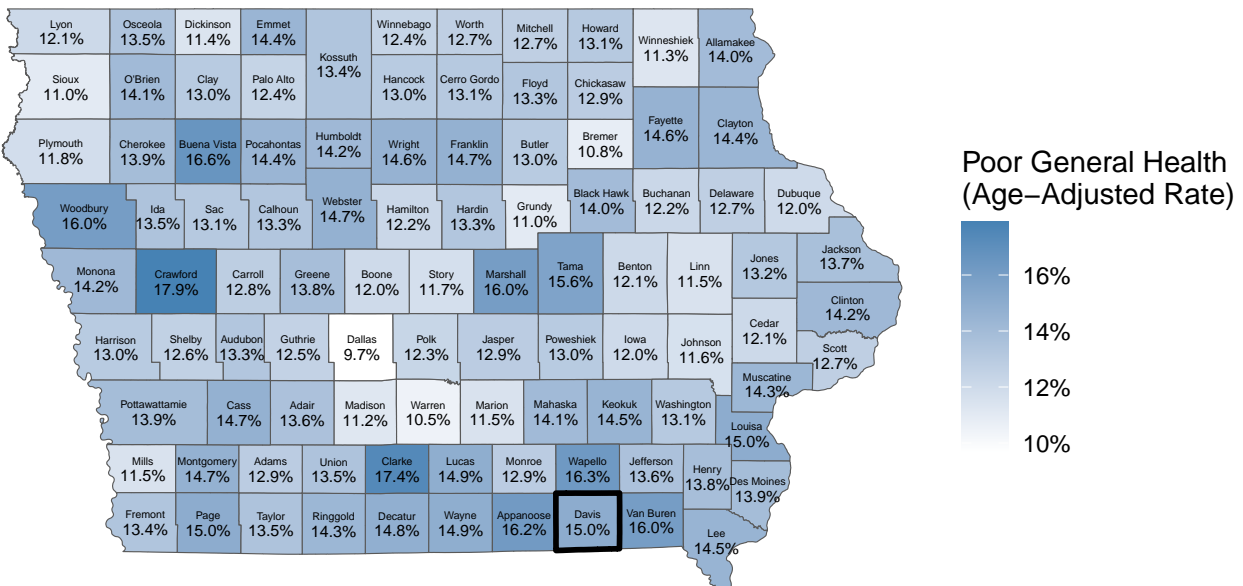 Lyon
12.1%
Osceola
13.5%
Dickinson
11.4%
Emmet
14.4%
Kossuth
13.4%
Winnebago
12.4%
Worth
12.7%
Mitchell
12.7%
Howard
13.1%
Winneshiek
11.3%
Allamakee
14.0%
Sioux
11.0%
O'Brien
14.1%
Clay
13.0%
Palo Alto
12.4%
Hancock
13.0%
Cerro Gordo
13.1%
Floyd
13.3%
Chickasaw
12.9%
Plymouth
11.8%
Cherokee
13.9%
Buena Vista
16.6%
Pocahontas
14.4%
Humboldt
14.2%
Wright
14.6%
Franklin
14.7%
Butler
13.0%
Bremer
10.8%
Fayette
14.6%
Clayton
14.4%
Woodbury
16.0%
Ida
13.5%
Sac
13.1%
Calhoun
13.3%
Webster
14.7%
Hamilton
12.2%
Hardin
13.3%
Grundy
11.0%
Black Hawk
14.0%
Buchanan
12.2%
Delaware
12.7%
Dubuque
12.0%
Monona
14.2%
Crawford
17.9%
Carroll
12.8%
Greene
13.8%
Boone
12.0%
Story
11.7%
Marshall
16.0%
Tama
15.6%
Benton
12.1%
Linn
11.5%
Jones
13.2%
Jackson
13.7%
Clinton
14.2%
Harrison
13.0%
Shelby
12.6%
Audubon
13.3%
Guthrie
12.5%
Dallas
9.7%
Polk
12.3%
Jasper
12.9%
Poweshiek
13.0%
Iowa
12.0%
Johnson
11.6%
Cedar
12.1%
Scott
12.7%
Muscatine
14.3%
Pottawattamie
13.9%
Cass
14.7%
Adair
13.6%
Madison
11.2%
Warren
10.5%
Marion
11.5%
Mahaska
14.1%
Keokuk
14.5%
Washington
13.1%
Louisa
15.0%
Mills
11.5%
Montgomery
14.7%
Adams
12.9%
Union
13.5%
Clarke
17.4%
Lucas
14.9%
Monroe
12.9%
Wapello
16.3%
Jefferson
13.6%
Henry
13.8%
Des Moines
13.9%
Fremont
13.4%
Page
15.0%
Taylor
13.5%
Ringgold
14.3%
Decatur
14.8%
Wayne
14.9%
Appanoose
16.2%
Davis
15.0%
Van Buren
16.0%
Lee
14.5%
Poor General Health
(Age−Adjusted Rate)
16%
14%
12%
10%